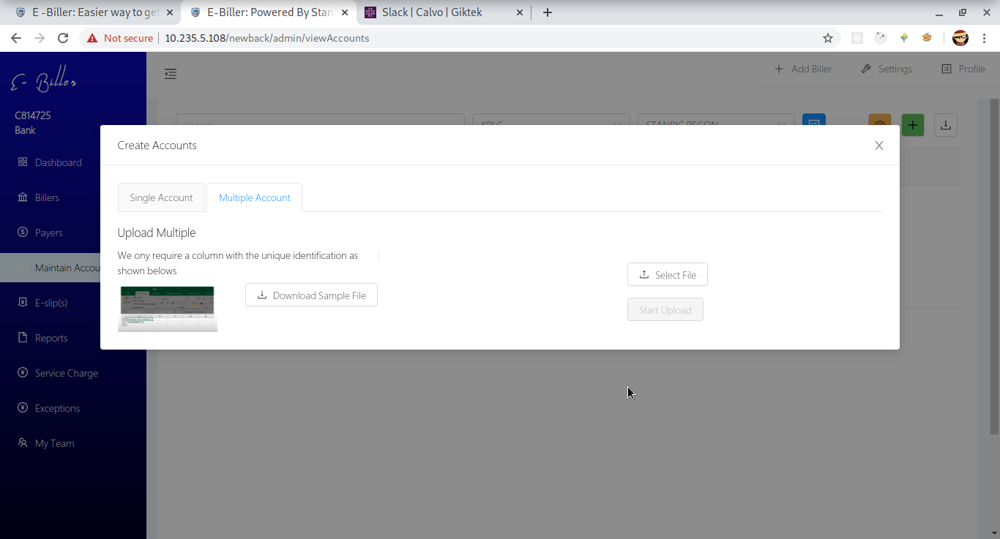 E -Biller: Easier way to get
E-Biller: Powered By Stan
Slack | Calvo | Giktek
Not secure
10.235.5.108/newback/admin/viewAccounts
E- Biller
Add Biller
Settings
Profile
C814725
Bank
Search
KPLC
STANBIC RECON
Create Accounts
Dashboard
Billers
Payers
Maintain Accou
E-slip(s)
Reports
Service Charge
Exceptions
My Team
Single Account
Multiple Account
Upload Multiple
We ony require a column with the unique identification as
shown belows
Download Sample File
Select File
Start Upload